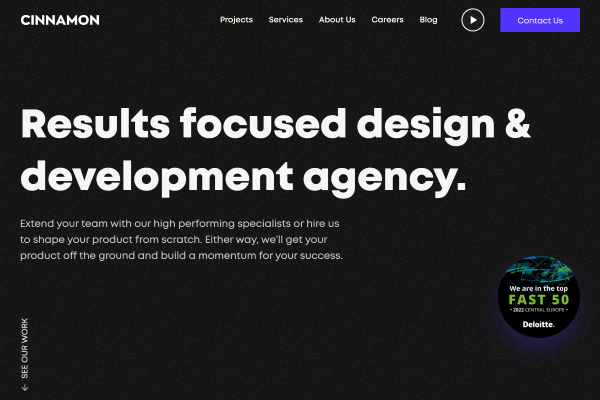 CINNAMON
Projects
Services
About Us
Careers
Blog
Contact Us
Results focused design &
development agency.
Extend your team with our high performing specialists or hire us
to shape your product from scratch. Either way, we'll get your
product off the ground and build a momentum for your success.
We are in the top
FAST 50
- 2022 CENTRAL EUROPE -
Deloitte.
SEE OUR WORK